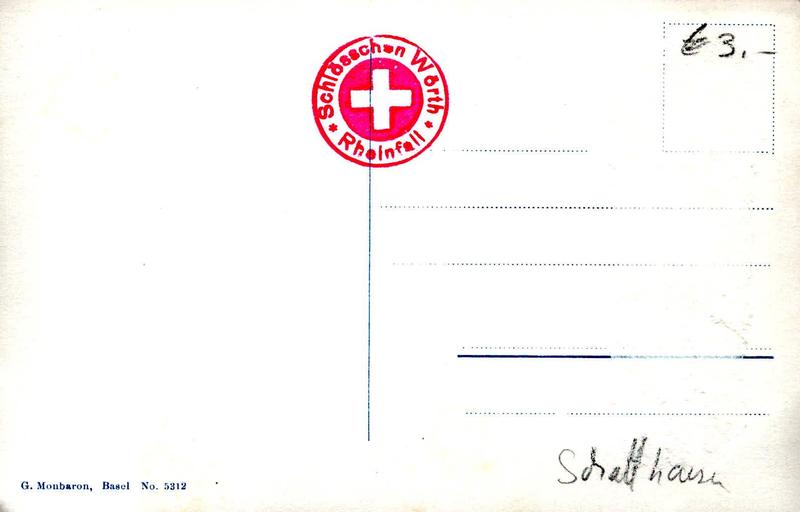 Schlösschen Wörth
* Rheinfall *
€ 3.-
G. Monbaron, Basel No. 5312
Schaffhausen